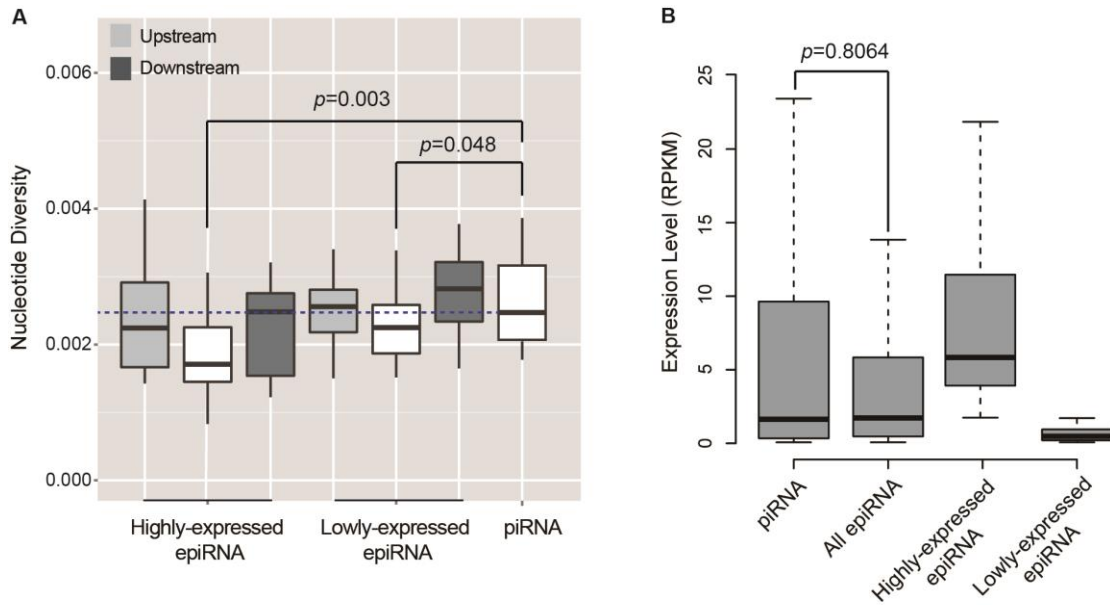 A
Upstream
Downstream
p=0.003
p=0.048
Nucleotide Diversity
0.006
0.004
0.002
0.000
Highly-expressed
epiRNA
Lowly-expressed
epiRNA
piRNA
B
p=0.8064
Expression Level (RPKM)
25
20
15
10
5
0
piRNA
All epiRNA
Highly-expressed
epiRNA
Lowly-expressed
epiRNA